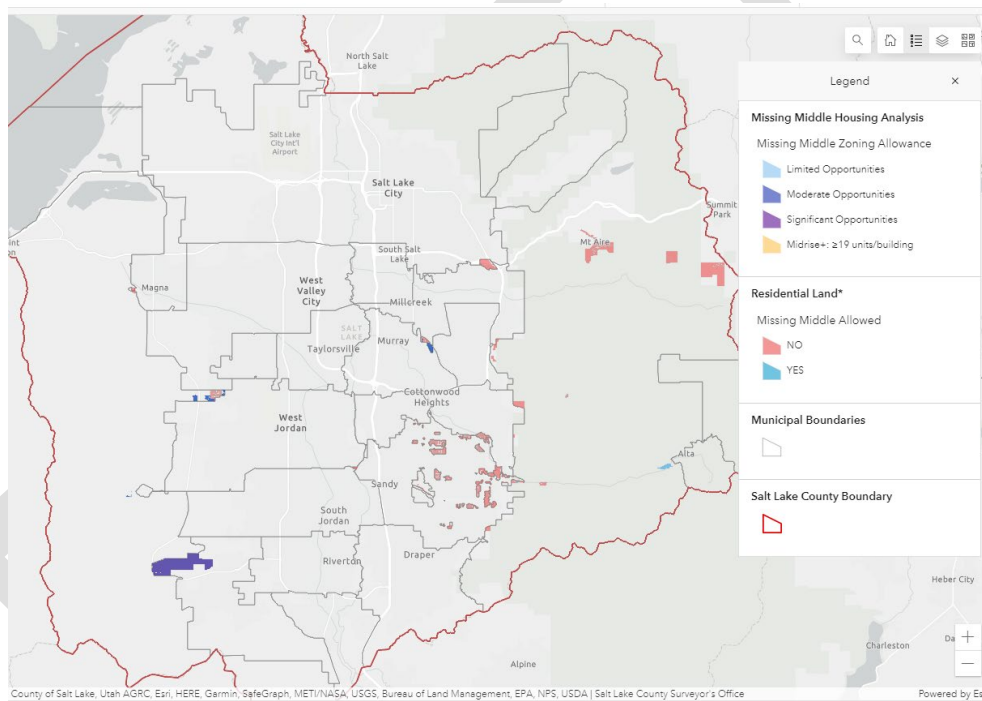 North Salt
Lake
Salt Lake
City Int'l
Airport
Salt Lake
City
Summit
Park
Mt Aire
South Salt
Lake
Magna
West
Valley
City
Millcreek
SALT
LAKE
Murray
Taylorsville
Cottonwood
Heights
West
Jordan
Alta
Sandy
South
Jordan
Riverton
Draper
Alpine
Heber City
Charleston
Legend
Missing Middle Housing Analysis
Missing Middle Zoning Allowance
Limited Opportunities
Moderate Opportunities
Significant Opportunities
Midrise+: ≥19 units/building
Residential Land*
Missing Middle Allowed
NO
YES
Municipal Boundaries
Salt Lake County Boundary
County of Salt Lake, Utah AGRC, Esri, HERE, Garmin, SafeGraph, METI/NASA, USGS, Bureau of Land Management, EPA, NPS, USDA | Salt Lake County Surveyor's Office
Powered by Es